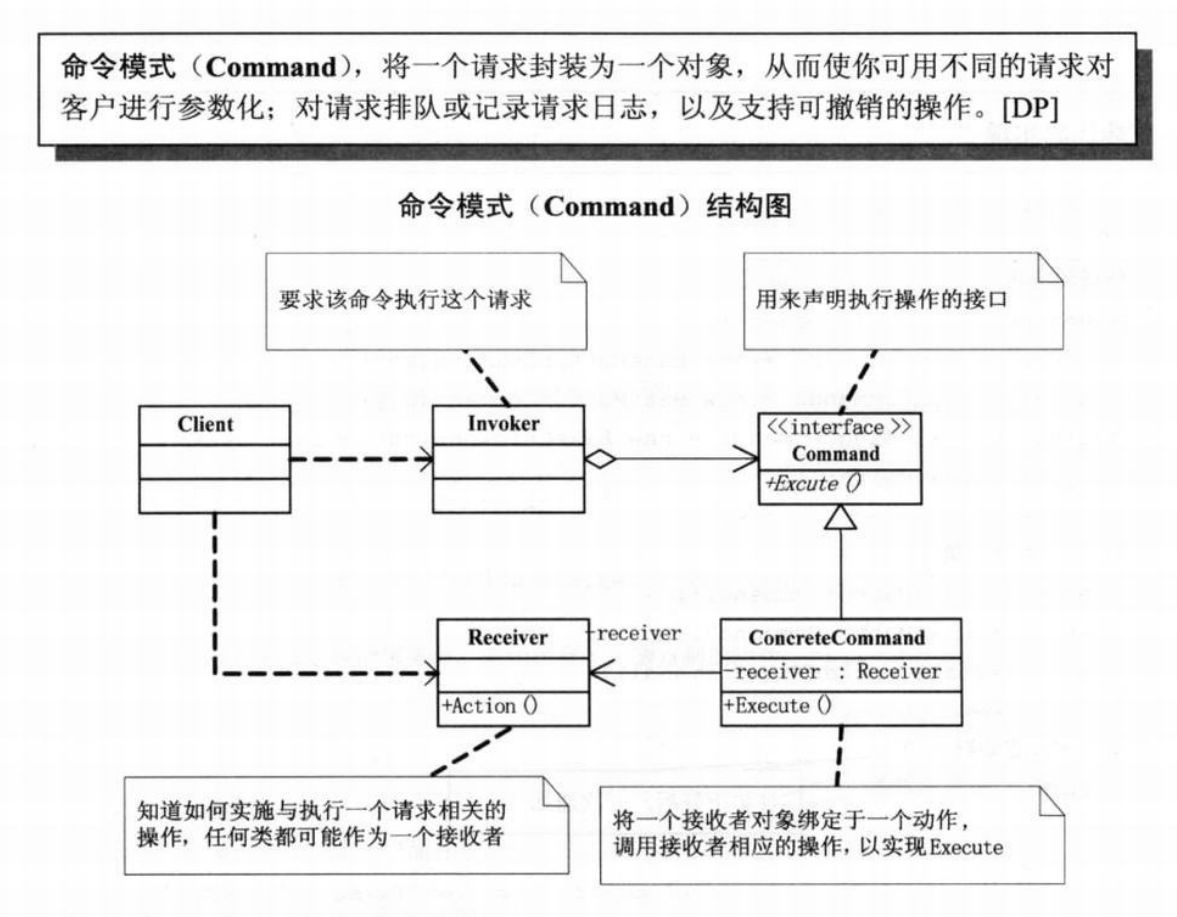 命令模式（Command），将一个请求封装为一个对象，从而使你可用不同的请求对
客户进行参数化；对请求排队或记录请求日志，以及支持可撤销的操作。[DP]
命令模式（Command）结构图
要求该命令执行这个请求
用来声明执行操作的接口
Client
Invoker
<<interface >>
Command
+Excute ()
Receiver
+Action ()
-receiver
ConcreteCommand
-receiver : Receiver
+Execute ()
知道如何实施与执行一个请求相关的
操作，任何类都可能作为一个接收者
将一个接收者对象绑定于一个动作，
调用接收者相应的操作，以实现Execute